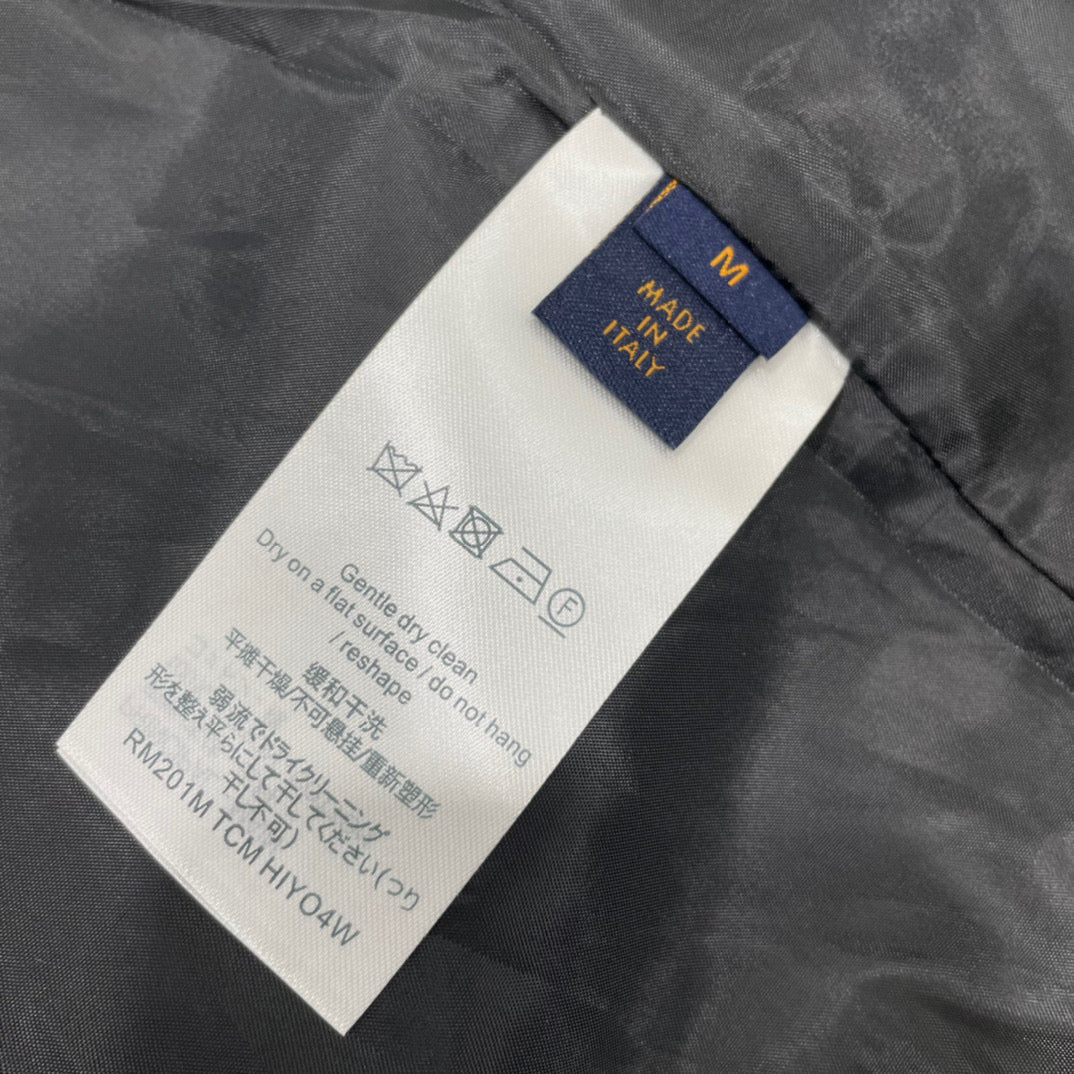 M
MADE
IN
ITALY
F
Gentle dry clean
Dry on a flat surface / do not hang
/ reshape
缓和干洗
平摊干燥/不可悬挂/重新塑形
弱流でドライクリーニング
形を整え平らにして干してください(つり
干し不可)
RM201M TCM HIYO4W